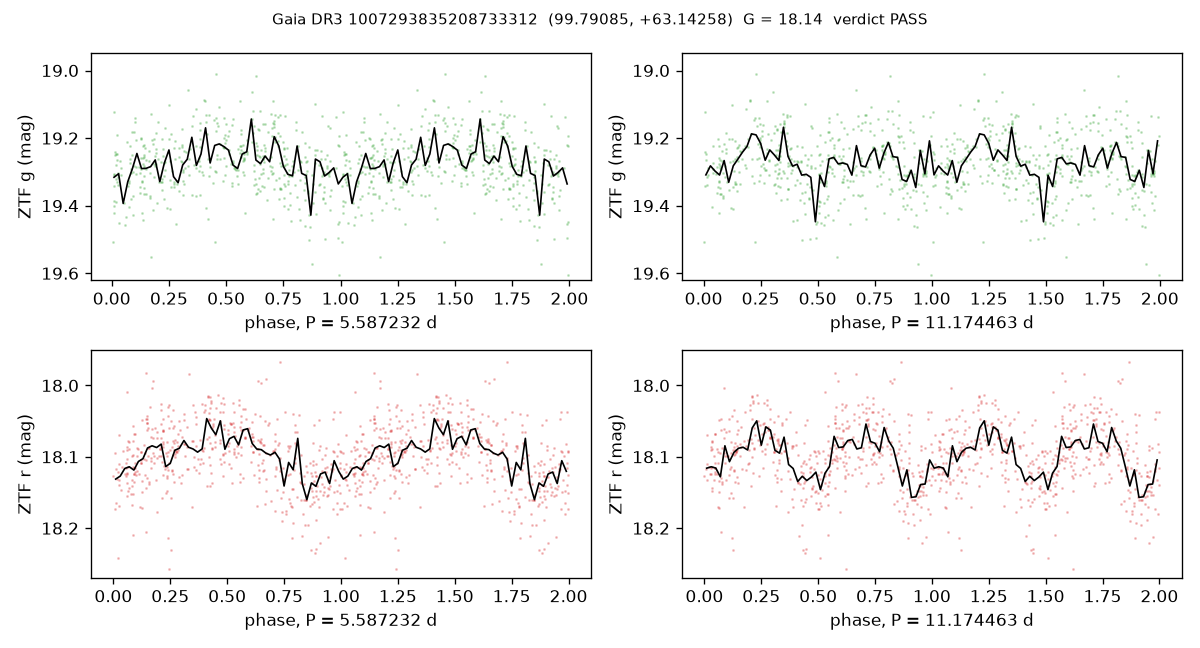 Gaia DR3 1007293835208733312 (99.79085, +63.14258) G = 18.14 verdict PASS
ZTF g (mag)
19.0
19.2
19.4
19.6
0.00 0.25 0.50 0.75 1.00 1.25 1.50 1.75 2.00
phase, P = 5.587232 d
ZTF g (mag)
19.0
19.2
19.4
19.6
0.00 0.25 0.50 0.75 1.00 1.25 1.50 1.75 2.00
phase, P = 11.174463 d
ZTF r (mag)
18.0
18.1
18.2
0.00 0.25 0.50 0.75 1.00 1.25 1.50 1.75 2.00
phase, P = 5.587232 d
ZTF r (mag)
18.0
18.1
18.2
0.00 0.25 0.50 0.75 1.00 1.25 1.50 1.75 2.00
phase, P = 11.174463 d